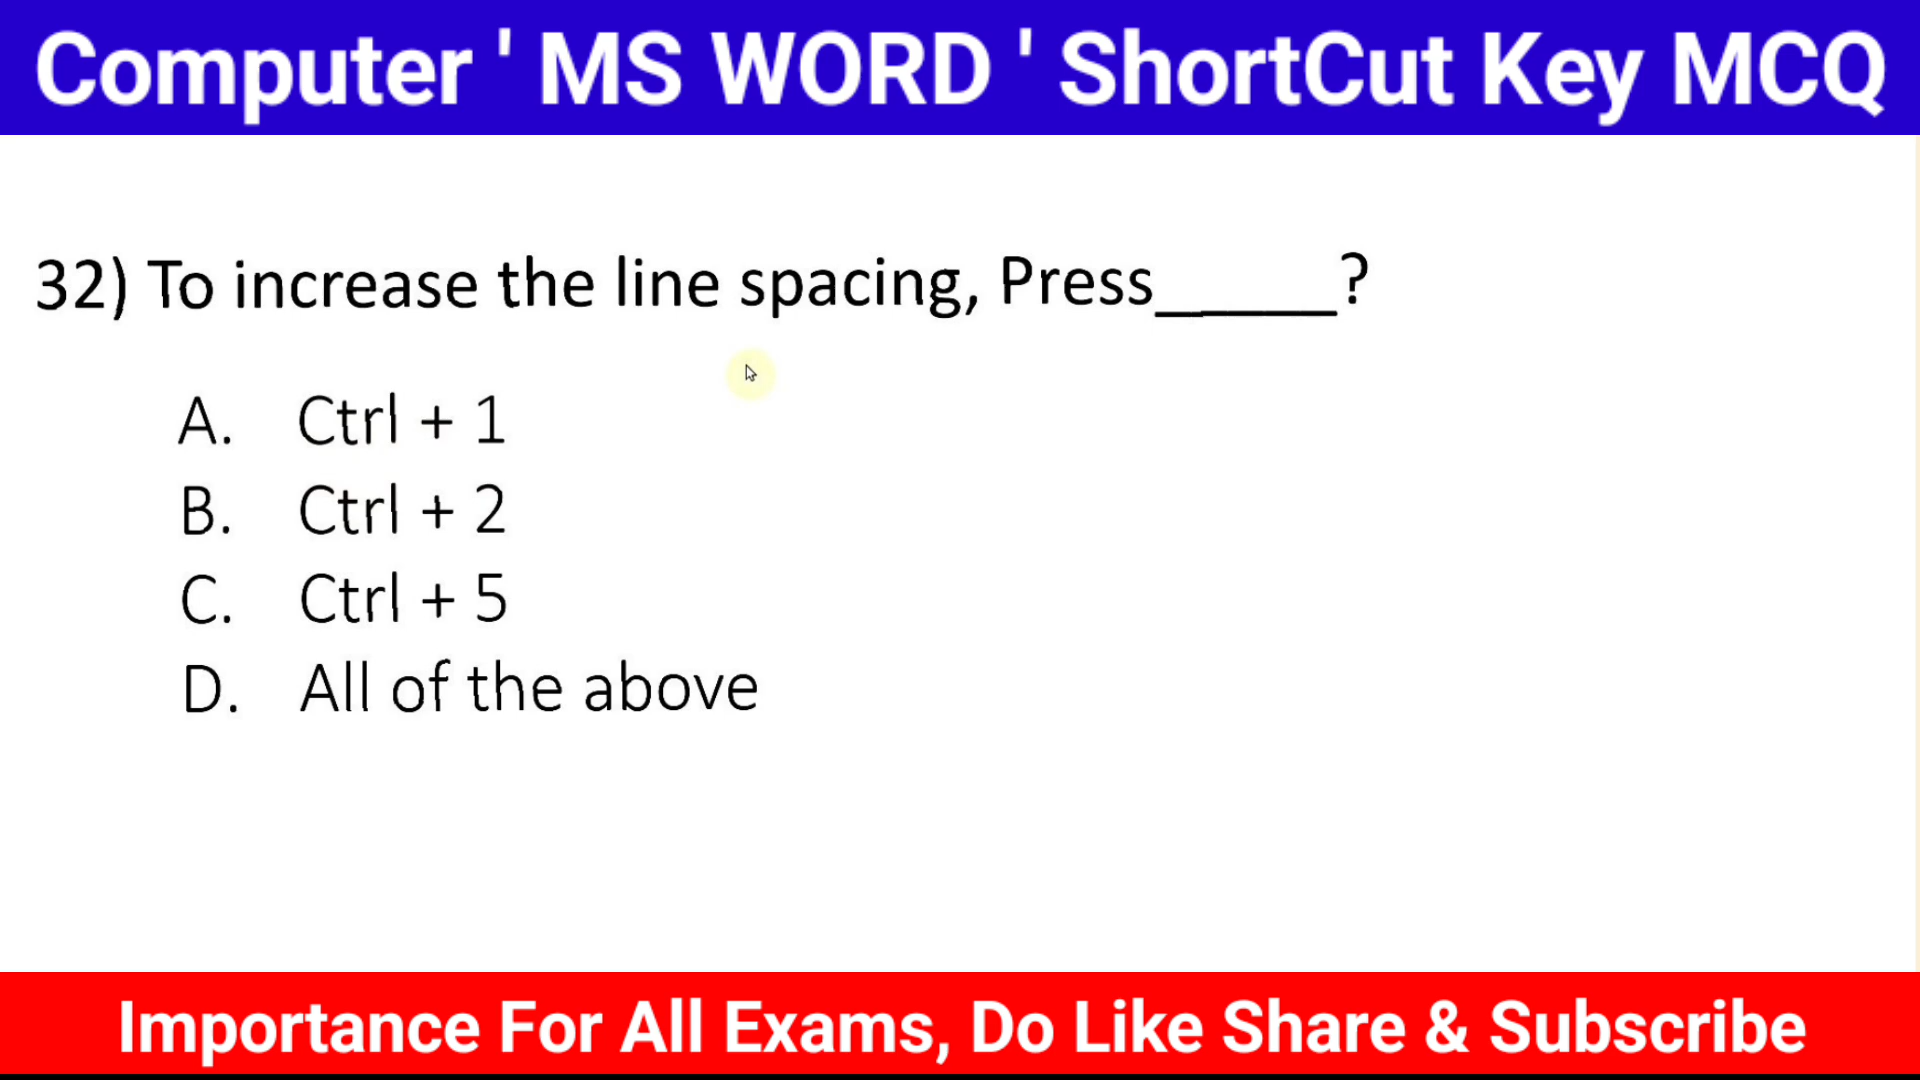 Computer ' MS WORD ' ShortCut Key MCQ
32) To increase the line spacing, Press_____?
A. Ctrl + 1
B. Ctrl + 2
C. Ctrl + 5
D. All of the above
Importance For All Exams, Do Like Share & Subscribe